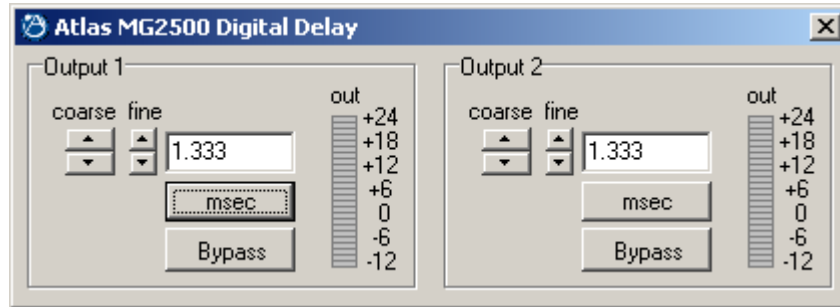 Atlas MG2500 Digital Delay
Output 1
coarse fine
1.333
msec
Bypass
out
+24
+18
+12
+6
0
-6
-12
Output 2
coarse fine
1.333
msec
Bypass
out
+24
+18
+12
+6
0
-6
-12